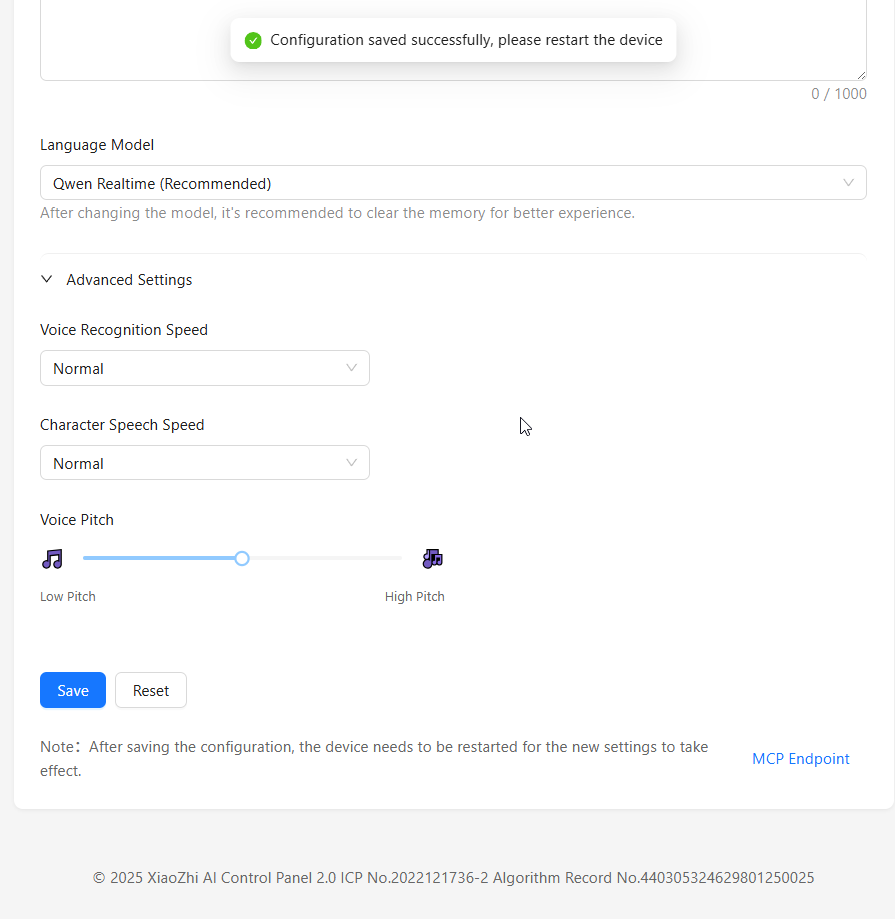 Configuration saved successfully, please restart the device
0 / 1000
Language Model
Qwen Realtime (Recommended)
After changing the model, it's recommended to clear the memory for better experience.
Advanced Settings
Voice Recognition Speed
Normal
Character Speech Speed
Normal
Voice Pitch
Low Pitch
High Pitch
Save
Reset
Note：After saving the configuration, the device needs to be restarted for the new settings to take
effect.
MCP Endpoint
© 2025 XiaoZhi AI Control Panel 2.0 ICP No.2022121736-2 Algorithm Record No.440305324629801250025